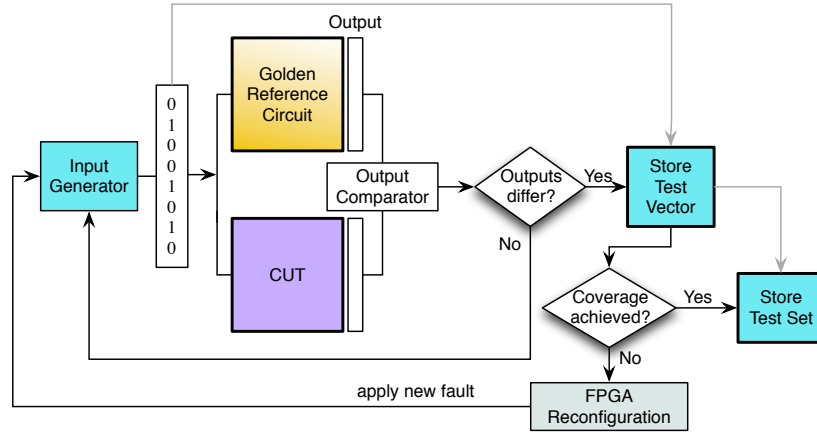 Output
Golden
Reference
Circuit
0
1
0
0
1
0
1
0
Input
Generator
Output
Comparator
Outputs
differ?
Yes
Store
Test
Vector
No
CUT
Coverage
achieved?
Yes
Store
Test Set
No
apply new fault
FPGA
Reconfiguration